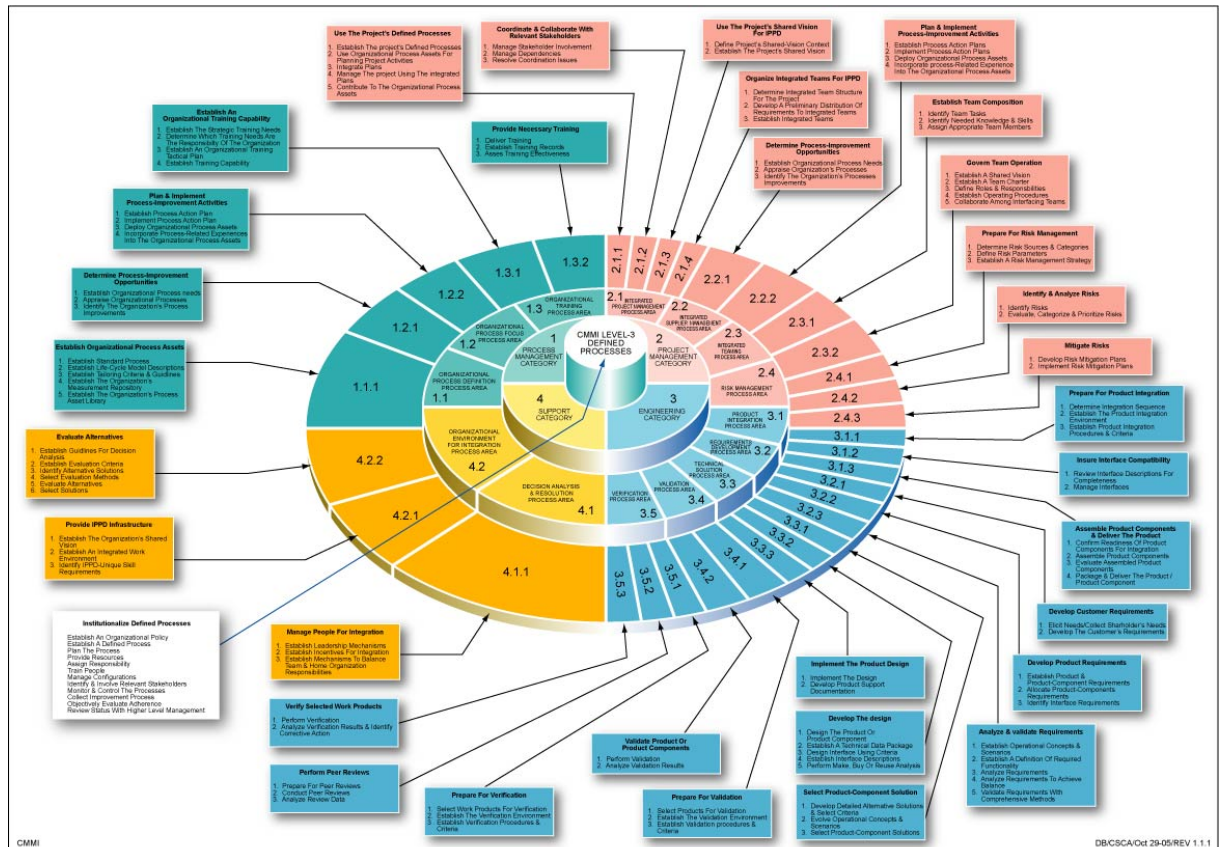 Use The Project's Defined Processes
1. Establish The project's Defined Processes
2. Use Organizational Process Assets For
Planning Project Activities
3. Integrate Plans
4. Manage The project Using The integrated
Plans
5. Contribute To The Organizational Process
Assets
Coordinate & Collaborate With
Relevant Stakeholders
1. Manage Stakeholder Involvement
2. Manage Dependencies
3. Resolve Coordination Issues
Use The Project's Shared Vision
For IPPD
1. Define Project's Shared-Vision Context
2. Establish The Project's Shared Vision
Plan & Implement
Process-Improvement Activities
1. Establish Process Action Plans
2. Implement Process Action Plans
3. Deploy Organizational Process Assets
4. Incorporate process-Related Experience
Into The Organizational Process Assets
Organize Integrated Teams For IPPD
1. Determine Integrated Team Structure
For The Project
2. Develop A Preliminary Distribution Of
Requirements To Integrated Teams
3. Establish Integrated Teams
Establish An
Organizational Training Capability
1. Establish The Strategic Training Needs
2. Determine Which Training Needs Are
The Responsibility Of The Organization
3. Establish An Organizational Training
Tactical Plan
4. Establish Training Capability
Provide Necessary Training
1. Deliver Training
2. Establish Training Records
3. Asses Training Effectiveness
Determine Process-Improvement
Opportunities
1. Establish Organizational Process Needs
2. Appraise Organization's Processes
3. Identify The Organization's Processes
Improvements
Establish Team Composition
1. Identify Team Tasks
2. Identify Needed Knowledge & Skills
3. Assign Appropriate Team Members
Govern Team Operation
1. Establish A Shared Vision
2. Establish A Team Charter
3. Define Roles & Responsbilities
4. Establish Operating Procedures
5. Collaborate Among Interfacing Teams
Plan & Implement
Process-Improvement Activities
1. Establish Process Action Plan
2. Implement Process Action Plan
3. Deploy Organizational Process Assets
4. Incorporate Process-Related Experiences
Into The Organizational Process Assets
Prepare For Risk Management
1. Determine Risk Sources & Categories
2. Define Risk Parameters
3. Establish A Risk Management Strategy
Determine Process-Improvement
Opportunities
1. Establish Organizational Process needs
2. Appraise Organizational Processes
3. Identify The Organization's Process
Improvements
Identify & Analyze Risks
1. Identify Risks
2. Evaluate, Categorize & Prioritize Risks
Establish Organizational Process Assets
1. Establish Standard Process
2. Establish Life-Cycle Model Descriptions
3. Establish Tailoring Criteria & Guidlines
4. Establish The Organization's
Measurement Repository
5. Establish The Organization's Process
Asset Library
Mitigate Risks
1. Develop Risk Mitigation Plans
2. Implement Risk Mitigation Plans
1.1.1
1.2.1
1.2.2
1.3.1
1.3.2
2.1.1
2.1.2
2.1.3
2.1.4
2.2.1
2.2.2
2.3.1
2.3.2
2.4.1
2.4.2
2.4.3
3.1.1
3.1.2
3.1.3
3.2.1
3.2.2
3.2.3
3.3.1
3.3.2
3.3.3
3.4.1
3.4.2
3.5.1
3.5.2
3.5.3
4.1.1
4.2.1
4.2.2
1.3
ORGANIZATIONAL
TRAINING PROCESS
AREA
1.2
ORGANIZATIONAL
PROCESS FOCUS
PROCESS AREA
ORGANIZATIONAL
PROCESS DEFINITION
PROCESS AREA
1.1
2.1
INTEGRATED
PROJECT MANAGEMENT
PROCESS AREA
2.2
INTEGRATED
SUPPLIER MANAGEMENT
PROCESS AREA
2.3
INTEGRATED
TEAMING PROCESS
AREA
2.4
RISK MANAGEMENT
PROCESS AREA
PRODUCT
INTEGRATION
PROCESS AREA
3.1
REQUIREMENTS
DEVELOPMENT PROCESS
AREA
3.2
TECHNICAL
SOLUTION PROCESS
AREA
3.3
VALIDATION
PROCESS AREA
3.4
VERIFICATION
PROCESS AREA
3.5
DECISION ANALYSIS
& RESOLUTION
PROCESS AREA
4.1
ORGANIZATIONAL
ENVIRONMENT
FOR INTEGRATION
PROCESS AREA
4.2
1
PROCESS
MANAGEMENT
CATEGORY
2
PROJECT
MANAGEMENT
CATEGORY
3
ENGINEERING
CATEGORY
4
SUPPORT
CATEGORY
CMMI LEVEL-3
DEFINED
PROCESSES
Prepare For Product Integration
1. Determine Integration Sequence
2. Establish The Product Integration
Environment
3. Establish Product Integration
Procedures & Criteria
Insure Interface Compatibility
1. Review Interface Descriptions For
Completeness
2. Manage Interfaces
Assemble Product Components
& Deliver The Product
1. Confirm Readiness Of Product
Components For Integration
2. Assemble Product Components
3. Evaluate Assembled Product
Components
4. Package & Deliver The Product /
Product Component
Develop Customer Requirements
1. Elicit Needs/Collect Sharholder's Needs
2. Develop The Customer's Requirements
Develop Product Requirements
1. Establish Product &
Product-Component Requirements
2. Allocate Product-Components
Requirements
3. Identify Interface Requirements
Analyze & validate Requirements
1. Establish Operational Concepts &
Scenarios
2. Establish A Definition Of Required
Functionality
3. Analyze Requirements
4. Analyze Requirements To Achieve
Balance
5. Validate Requirements With
Comprehensive Methods
Evaluate Alternatives
1. Establish Guidlines For Decision
Analysis
2. Establish Evaluation Criteria
3. Identify Alternative Solutions
4. Select Evaluation Methods
5. Evaluate Alternatives
6. Select Solutions
Provide IPPD Infrastructure
1. Establish The Organization's Shared
Vision
2. Establish An Integrated Work
Environment
3. Identify IPPD-Unique Skill
Requirements
Institutionalize Defined Processes
Establish An Organizational Policy
Establish A Defined Process
Plan The Process
Provide Resources
Assign Responsibility
Train People
Manage Configurations
Identify & Involve Relevant Stakeholders
Monitor & Control The Processes
Collect Improvement Process
Objectively Evaluate Adherence
Review Status With Higher Level Management
Manage People For Integration
1. Establish Leadership Mechanisms
2. Establish Incentives For Integration
3. Establish Mechanisms To Balance
Team & Home Organization
Responsibilities
Verify Selected Work Products
1. Perform Verification
2. Analyze Verification Results & Identify
Corrective Action
Perform Peer Reviews
1. Prepare For Peer Reviews
2. Conduct Peer Reviews
3. Analyze Review Data
Prepare For Verification
1. Select Work Products For Verification
2. Establish The Verification Environment
3. Establish Verification Procedures &
Criteria
Validate Product Or
Product Components
1. Perform Validation
2. Analyze Validation Results
Prepare For Validation
1. Select Products For Validation
2. Establish The Validation Environment
3. Establish Validation procedures &
Criteria
Implement The Product Design
1. Implement The Design
2. Develop Product Support
Documentation
Develop The design
1. Design The Product Or
Product Component
2. Establish A Technical Data Package
3. Design Interface Using Criteria
4. Establish Interface Descriptions
5. Perform Make, Buy Or Reuse Analysis
Select Product-Component Solution
1. Develop Detailed Alternative Solutions
& Select Criteria
2. Evolve Operational Concepts &
Scenarios
3. Select Product-Component Solutions
CMMI
DB/CSCA/Oct 29-05/REV 1.1.1